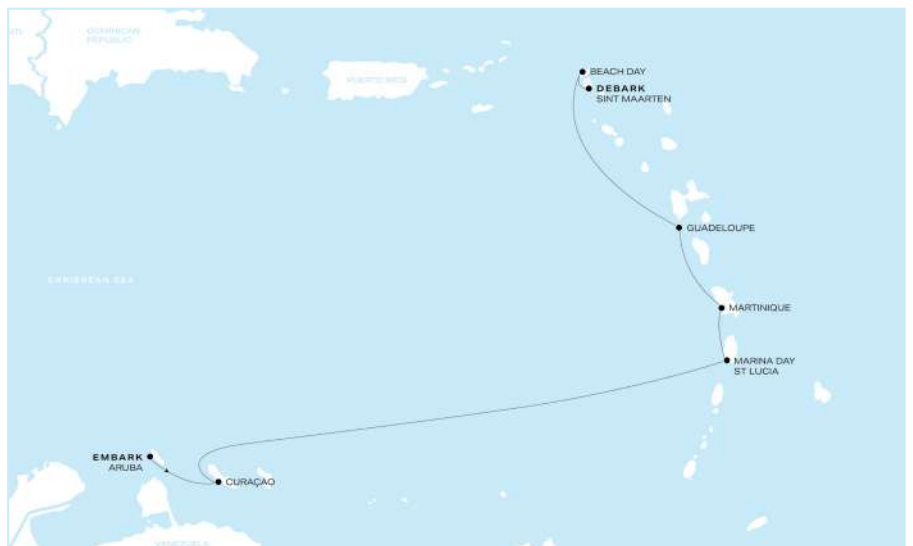 DOMINICAN
REPUBLIC
PUERTO RICO
BEACH DAY
DEBARK
SINT MAARTEN
GUADELOUPE
CARIBBEAN SEA
MARTINIQUE
MARINA DAY
ST LUCIA
EMBARK
ARUBA
CURAÇAO
VENEZUELA